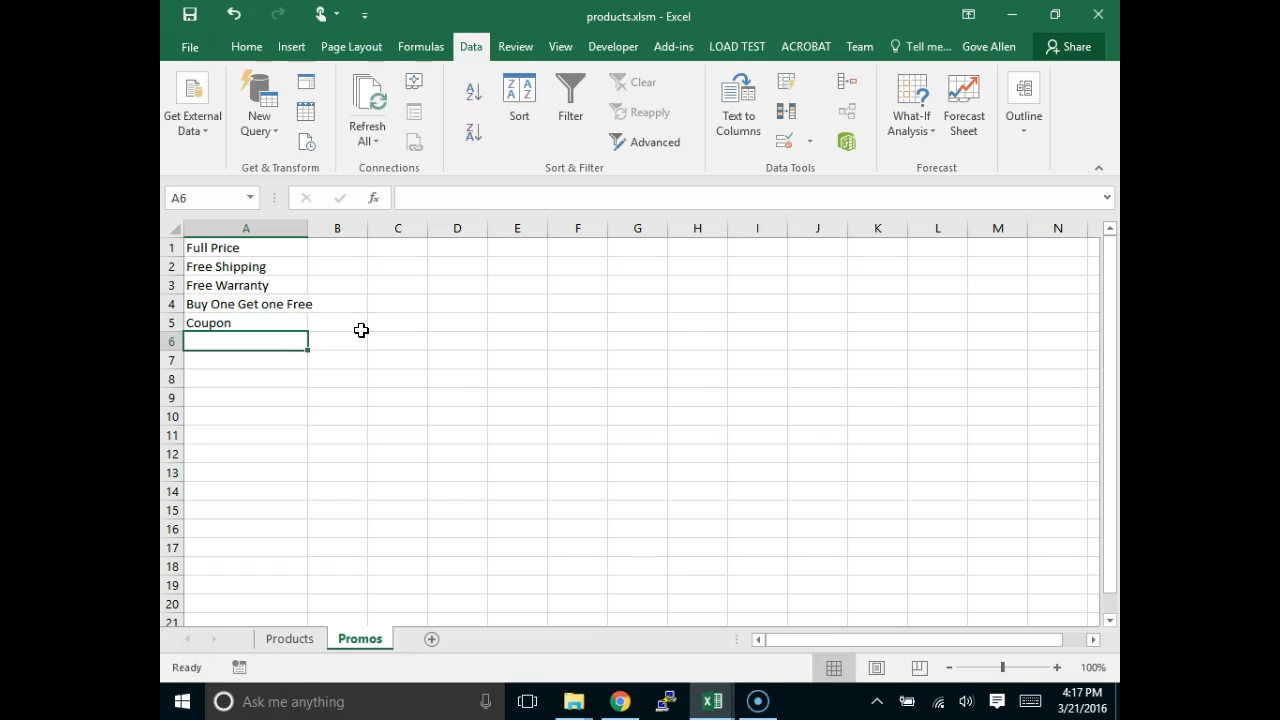 products.xlsm - Excel
File Home Insert Page Layout Formulas Data Review View Developer Add-ins LOAD TEST ACROBAT Team Tell me... Gove Allen Share
Get External Data
New Query
Refresh All
Sort
Filter
Clear
Reapply
Advanced
Text to Columns
What-If Analysis
Forecast Sheet
Outline
Get & Transform Connections Sort & Filter Data Tools Forecast
A6 fx
A B C D E F G H I J K L M N
1 Full Price
2 Free Shipping
3 Free Warranty
4 Buy One Get one Free
5 Coupon
6
7
8
9
10
11
12
13
14
15
16
17
18
19
20
21
Products Promos
Ready 100%
Ask me anything 4:17 PM
3/21/2016